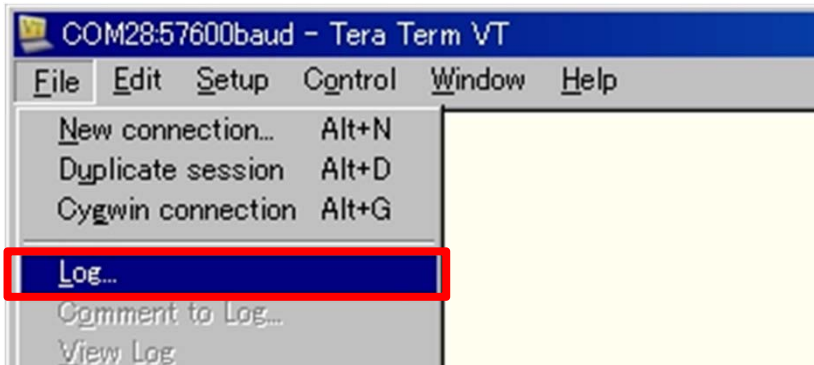 COM28:57600baud - Tera Term VT
File Edit Setup Control Window Help
New connection... Alt+N
Duplicate session Alt+D
Cygwin connection Alt+G
Log...
Comment to Log...
View Log